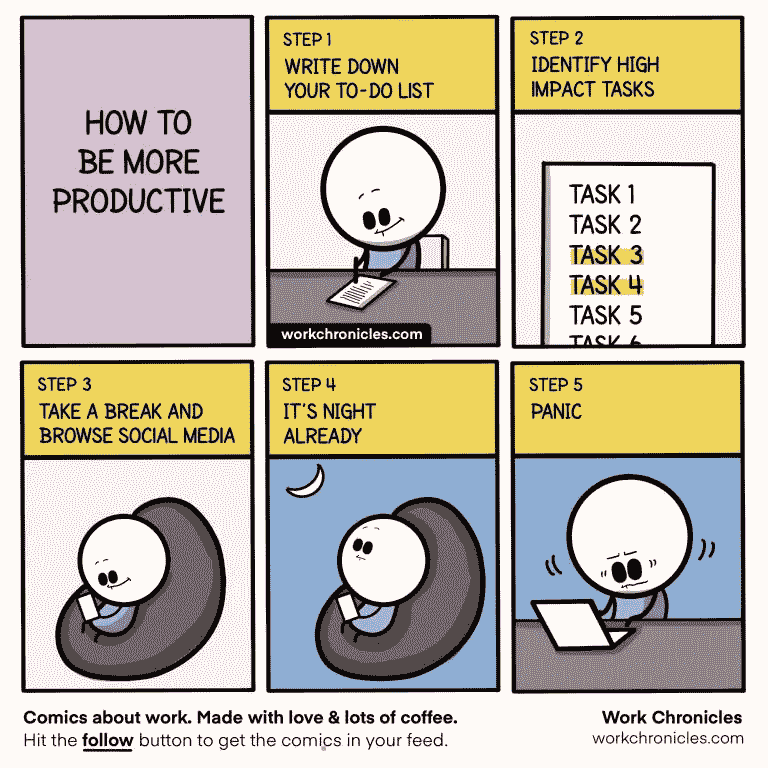 HOW TO
BE MORE
PRODUCTIVE
STEP 1
WRITE DOWN
YOUR TO-DO LIST
workchronicles.com
STEP 2
IDENTIFY HIGH
IMPACT TASKS
TASK 1
TASK 2
TASK 3
TASK 4
TASK 5
TASK 6
STEP 3
TAKE A BREAK AND
BROWSE SOCIAL MEDIA
STEP 4
IT'S NIGHT
ALREADY
STEP 5
PANIC
Comics about work. Made with love & lots of coffee.
Hit the follow button to get the comics in your feed.
Work Chronicles
workchronicles.com